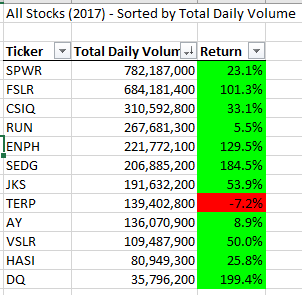 All Stocks (2017) - Sorted by Total Daily Volume
Ticker Total Daily Volum Return
SPWR 782,187,000 23.1%
FSLR 684,181,400 101.3%
CSIQ 310,592,800 33.1%
RUN 267,681,300 5.5%
ENPH 221,772,100 129.5%
SEDG 206,885,200 184.5%
JKS 191,632,200 53.9%
TERP 139,402,800 -7.2%
AY 136,070,900 8.9%
VSLR 109,487,900 50.0%
HASI 80,949,300 25.8%
DQ 35,796,200 199.4%